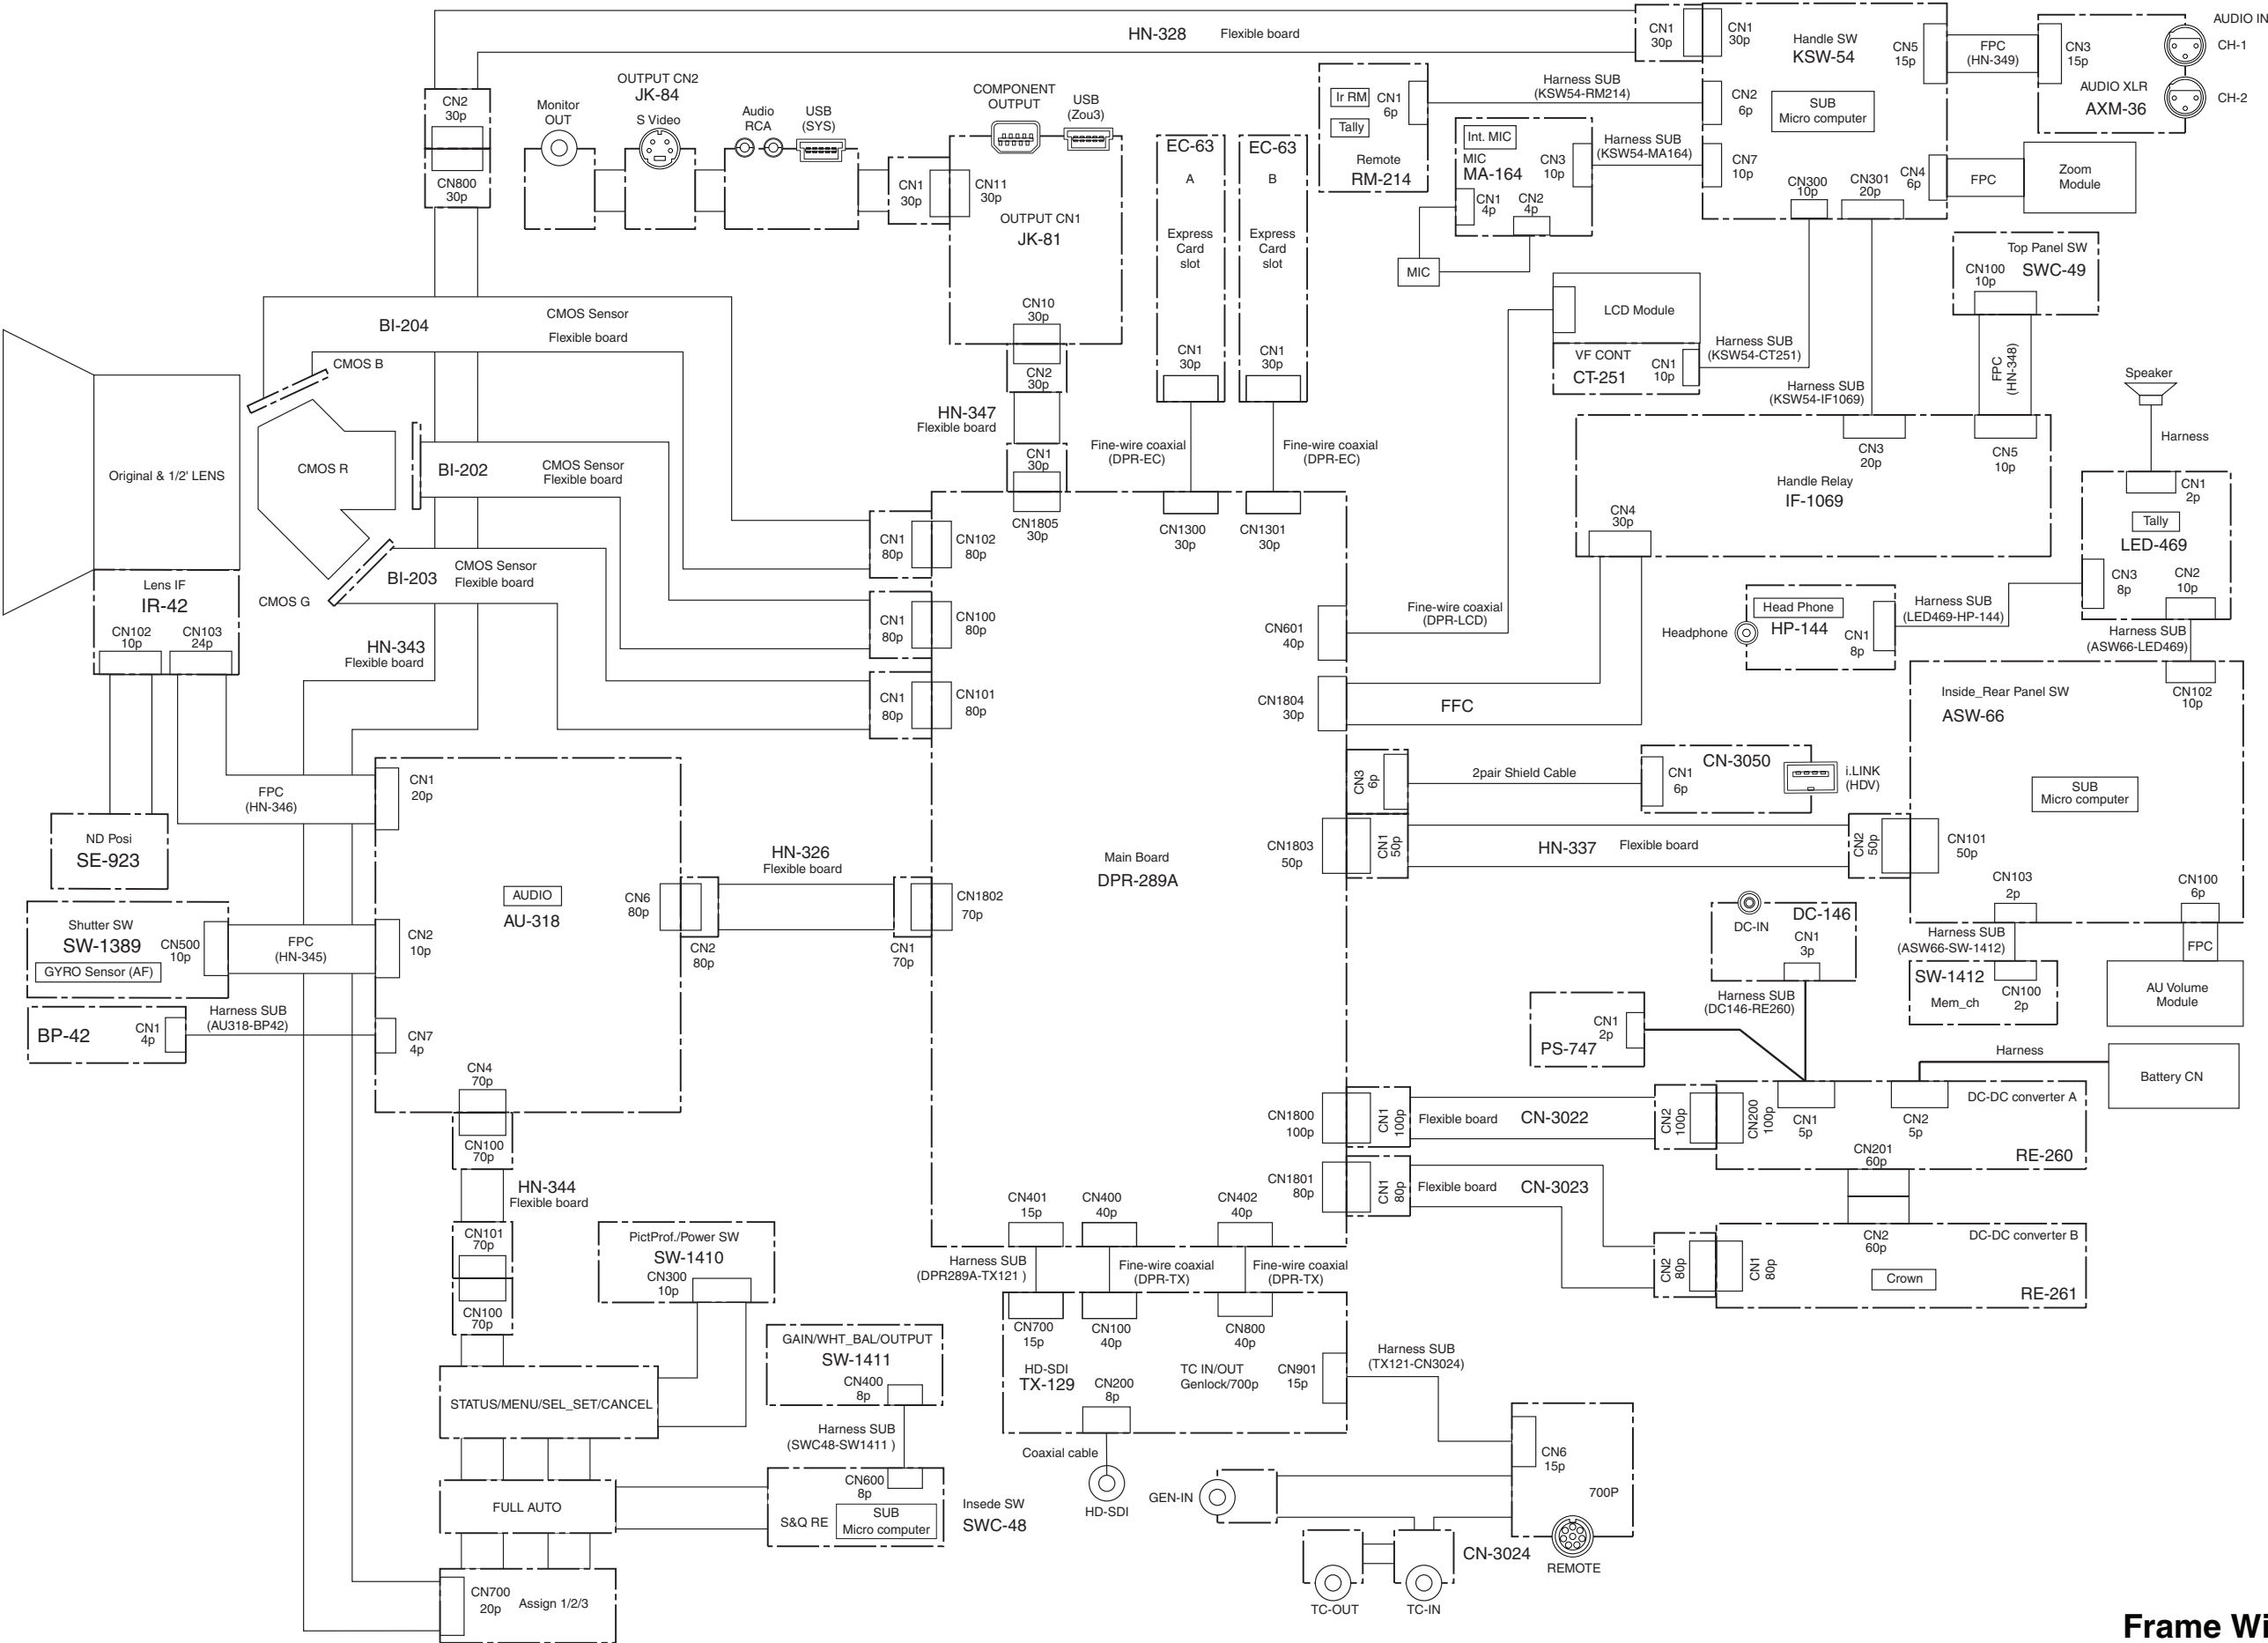 HN-328 Flexible board
CN1
30p
CN1
30p
Handle SW
KSW-54
CN5
15p
FPC
(HN-349)
CN3
15p
AUDIO XLR
AXM-36
AUDIO IN
CH-1
CH-2
CN2
30p
CN800
30p
OUTPUT CN2
JK-84
Monitor
OUT
S Video
Audio
RCA
USB
(SYS)
COMPONENT
OUTPUT
USB
(Zou3)
CN1
30p
CN11
30p
OUTPUT CN1
JK-81
CN10
30p
EC-63
A
Express
Card
slot
CN1
30p
EC-63
B
Express
Card
slot
CN1
30p
Ir RM
Tally
CN1
6p
Remote
RM-214
Harness SUB
(KSW54-RM214)
CN2
6p
SUB
Micro computer
Int. MIC
MIC
MA-164
CN3
10p
CN1
4p
CN2
4p
MIC
Harness SUB
(KSW54-MA164)
CN7
10p
CN300
10p
CN301
20p
CN4
6p
FPC
Zoom
Module
Top Panel SW
SWC-49
CN100
10p
LCD Module
VF CONT
CT-251
CN1
10p
Harness SUB
(KSW54-CT251)
Harness SUB
(KSW54-IF1069)
FPC
(HN-348)
Speaker
Harness
BI-204
CMOS Sensor
Flexible board
CMOS B
Original & 1/2' LENS
CMOS R
BI-202
CMOS Sensor
Flexible board
BI-203
CMOS Sensor
Flexible board
CMOS G
Lens IF
IR-42
CN102
10p
CN103
24p
HN-343
Flexible board
CN2
30p
HN-347
Flexible board
CN1
30p
CN1805
30p
Fine-wire coaxial
(DPR-EC)
Fine-wire coaxial
(DPR-EC)
CN1300
30p
CN1301
30p
CN1
80p
CN102
80p
CN1
80p
CN100
80p
CN1
80p
CN101
80p
CN601
40p
Fine-wire coaxial
(DPR-LCD)
CN1804
30p
FFC
CN3
20p
CN5
10p
Handle Relay
IF-1069
CN4
30p
CN1
2p
Tally
LED-469
CN3
8p
CN2
10p
Head Phone
HP-144
Headphone
CN1
8p
Harness SUB
(LED469-HP-144)
Harness SUB
(ASW66-LED469)
Inside_Rear Panel SW
ASW-66
CN102
10p
SUB
Micro computer
CN101
50p
CN103
2p
CN100
6p
CN3
6p
2pair Shield Cable
CN1
6p
CN-3050
i.LINK
(HDV)
CN1803
50p
CN1
50p
HN-337 Flexible board
CN2
50p
Main Board
DPR-289A
ND Posi
SE-923
FPC
(HN-346)
CN1
20p
AUDIO
AU-318
CN6
80p
CN2
80p
HN-326
Flexible board
CN1
70p
CN1802
70p
Shutter SW
SW-1389
GYRO Sensor (AF)
CN500
10p
FPC
(HN-345)
CN2
10p
BP-42
CN1
4p
Harness SUB
(AU318-BP42)
CN7
4p
CN4
70p
CN100
70p
HN-344
Flexible board
CN101
70p
CN100
70p
DC-IN
DC-146
CN1
3p
Harness SUB
(DC146-RE260)
PS-747
CN1
2p
Harness SUB
(ASW66-SW-1412)
SW-1412
Mem_ch
CN100
2p
FPC
AU Volume
Module
Harness
Battery CN
CN1800
100p
CN1
100p
Flexible board CN-3022
CN2
100p
CN200
100p
CN1
5p
CN2
5p
DC-DC converter A
CN201
60p
RE-260
CN1801
80p
CN1
80p
Flexible board CN-3023
CN2
80p
CN1
80p
CN2
60p
DC-DC converter B
Crown
RE-261
CN401
15p
CN400
40p
CN402
40p
Harness SUB
(DPR289A-TX121 )
Fine-wire coaxial
(DPR-TX)
Fine-wire coaxial
(DPR-TX)
CN700
15p
CN100
40p
CN800
40p
HD-SDI
TX-129
CN200
8p
TC IN/OUT
Genlock/700p
CN901
15p
Harness SUB
(TX121-CN3024)
Coaxial cable
HD-SDI
PictProf./Power SW
SW-1410
CN300
10p
GAIN/WHT_BAL/OUTPUT
SW-1411
CN400
8p
STATUS/MENU/SEL_SET/CANCEL
Harness SUB
(SWC48-SW1411 )
CN600
8p
S&Q RE
SUB
Micro computer
Insede SW
SWC-48
FULL AUTO
CN700
20p
Assign 1/2/3
GEN-IN
CN6
15p
700P
REMOTE
CN-3024
TC-OUT
TC-IN
Frame Wi